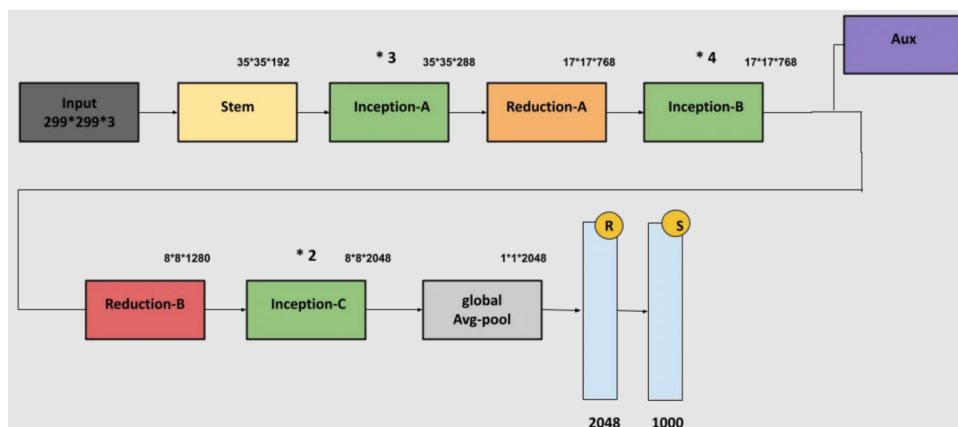 Aux
* 3
* 4
35*35*192
35*35*288
17*17*768
17*17*768
Input
299*299*3
Stem
Inception-A
Reduction-A
Inception-B
R
S
* 2
8*8*1280
8*8*2048
1*1*2048
Reduction-B
Inception-C
global
Avg-pool
2048
1000